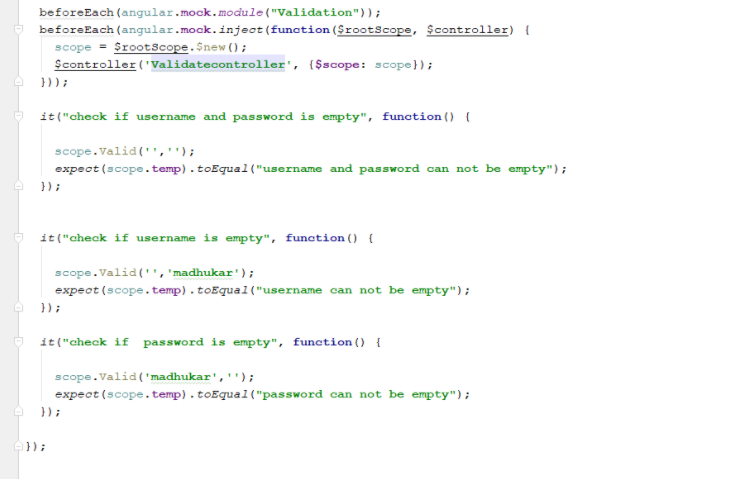 beforeEach(angular.mock.module("Validation"));
beforeEach(angular.mock.inject(function($rootScope, $controller) {
scope = $rootScope.$new();
$controller('Validatecontroller', {$scope: scope});
}));
it("check if username and password is empty", function() {
scope.Valid('','');
expect(scope.temp).toEqual("username and password can not be empty");
});
it("check if username is empty", function() {
scope.Valid('','madhukar');
expect(scope.temp).toEqual("username can not be empty");
});
it("check if  password is empty", function() {
scope.Valid('madhukar','');
expect(scope.temp).toEqual("password can not be empty");
});
});